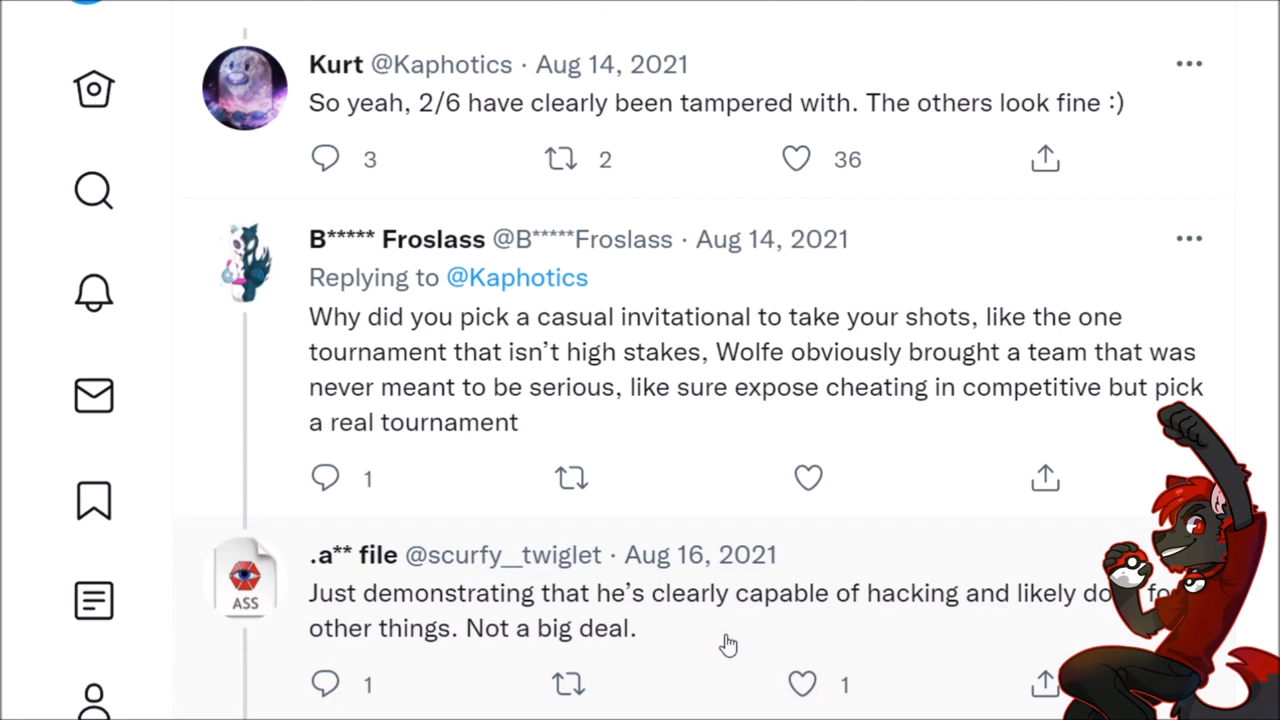 Kurt @Kaphotics · Aug 14, 2021
So yeah, 2/6 have clearly been tampered with. The others look fine :)
3 2 36
B***** Froslass @B*****Froslass · Aug 14, 2021
Replying to @Kaphotics
Why did you pick a casual invitational to take your shots, like the one
tournament that isn’t high stakes, Wolfe obviously brought a team that was
never meant to be serious, like sure expose cheating in competitive but pick
a real tournament
1
.a** file @scurfy__twiglet · Aug 16, 2021
ASS
Just demonstrating that he’s clearly capable of hacking and likely
other things. Not a big deal.
1 1